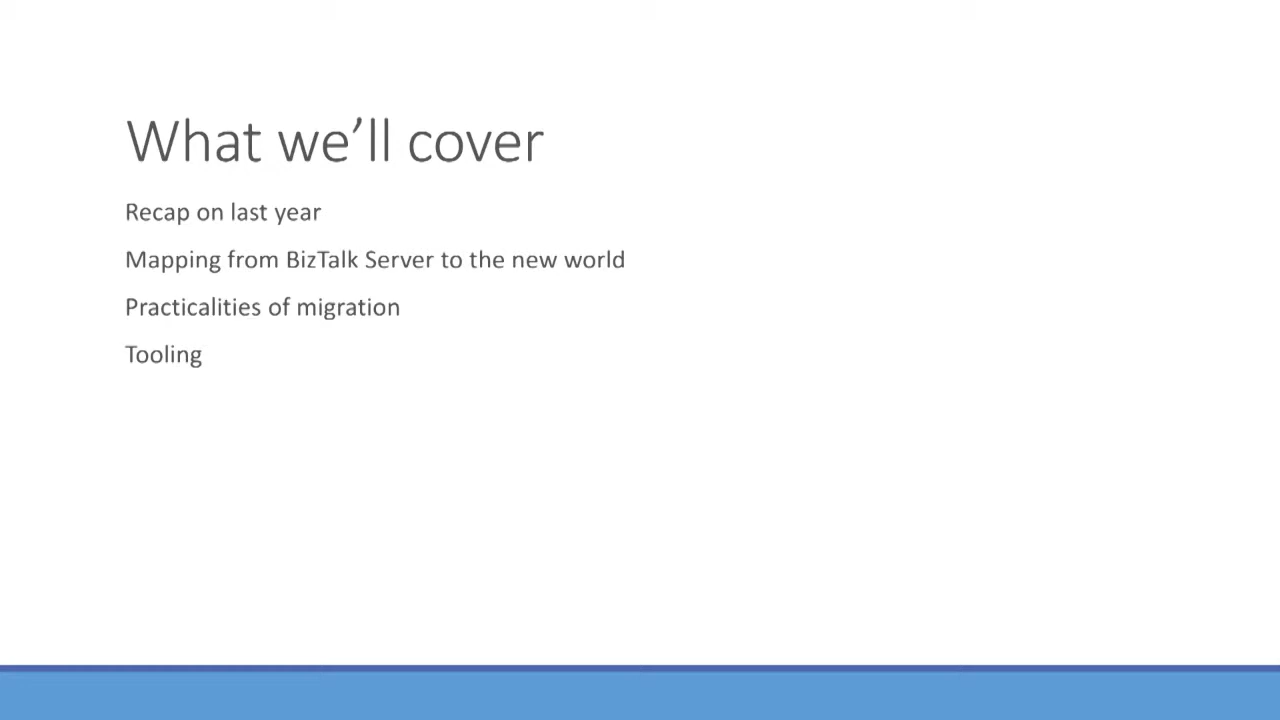 What we’ll cover
Recap on last year
Mapping from BizTalk Server to the new world
Practicalities of migration
Tooling